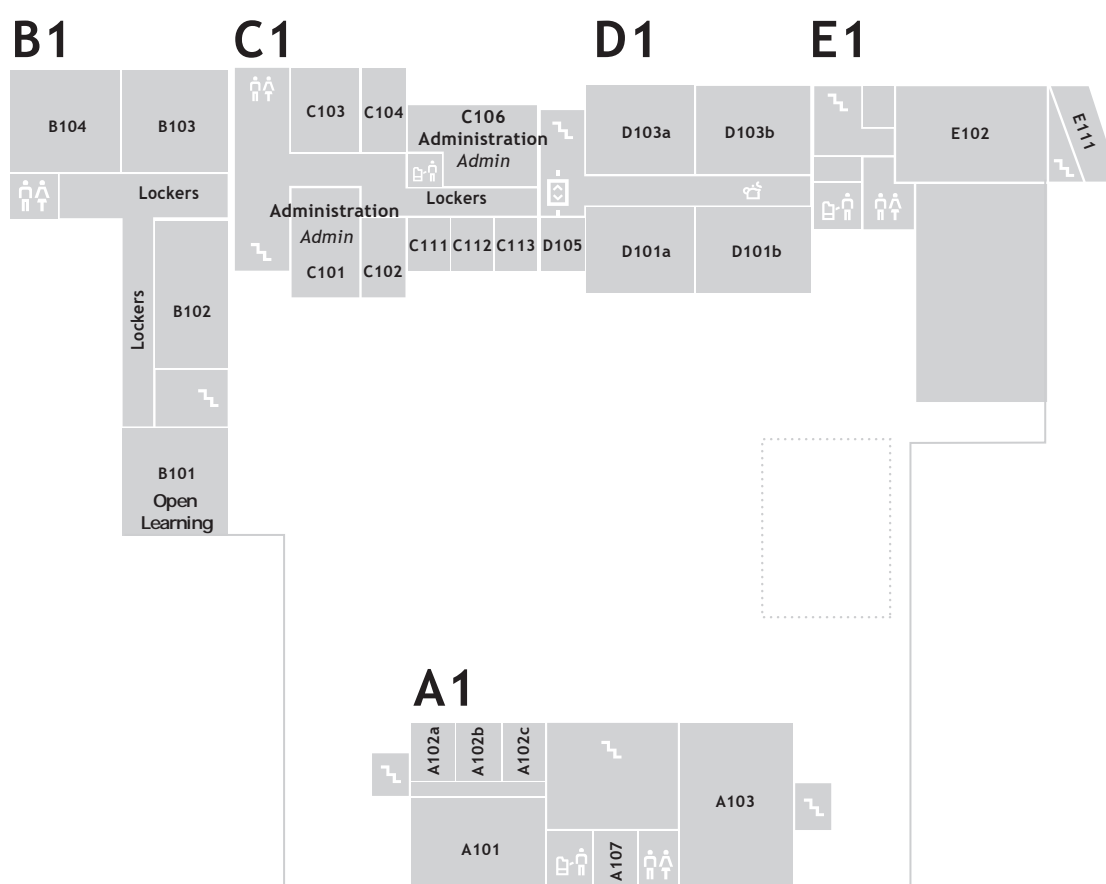 B1
C1
D1
E1
B104
B103
Lockers
Lockers
B102
B101
Open
Learning
C103
C104
C106
Administration
Admin
Lockers
Administration
Admin
C101
C102
C111
C112
C113
D105
D103a
D103b
D101a
D101b
E102
E111
A1
A102a
A102b
A102c
A101
A107
A103